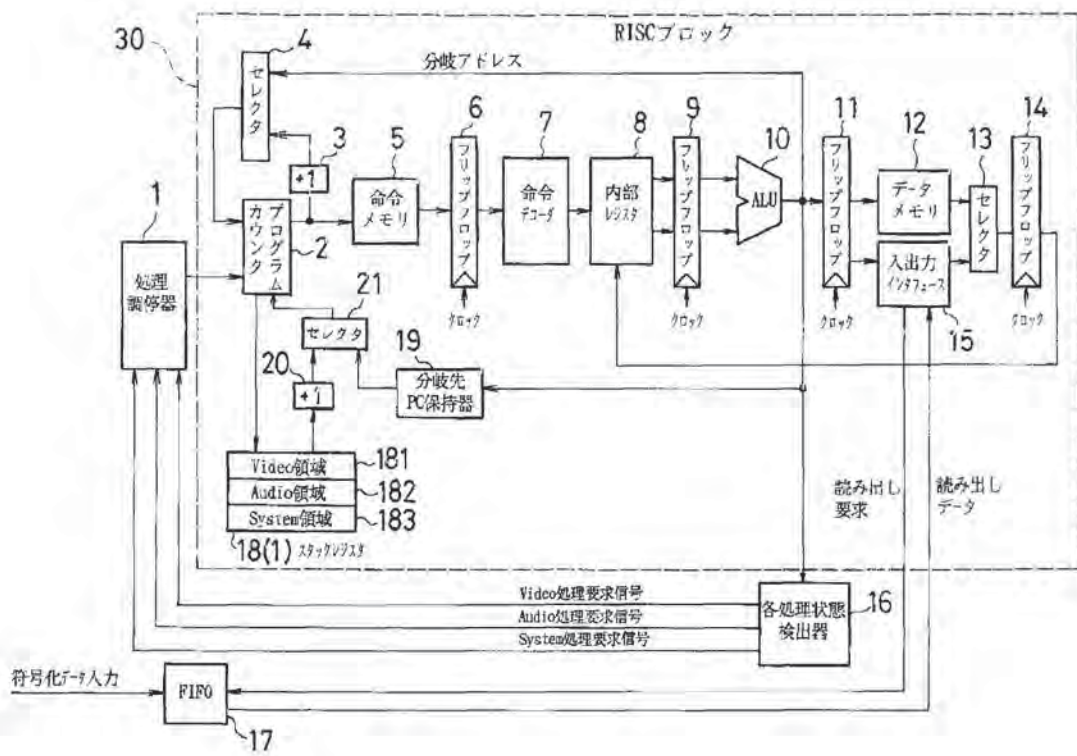 RISCブロック
30
4
セレクタ
分岐アドレス
3
+1
5
命令
メモリ
6
フリップフロップ
クロック
7
命令
デコーダ
8
内部
レジスタ
9
フリップフロップ
クロック
10
ALU
11
フリップフロップ
クロック
12
データ
メモリ
13
セレクタ
14
フリップフロップ
クロック
入出力
インタフェース
15
1
処理
調停器
プログラム
カウンタ
2
21
セレクタ
20
+1
19
分岐先
PC保持器
Video領域
181
Audio領域
182
System領域
183
18(1)
スタックレジスタ
読み出し
要求
読み出し
データ
Video処理要求信号
Audio処理要求信号
System処理要求信号
各処理状態
検出器
16
符号化データ入力
FIFO
17